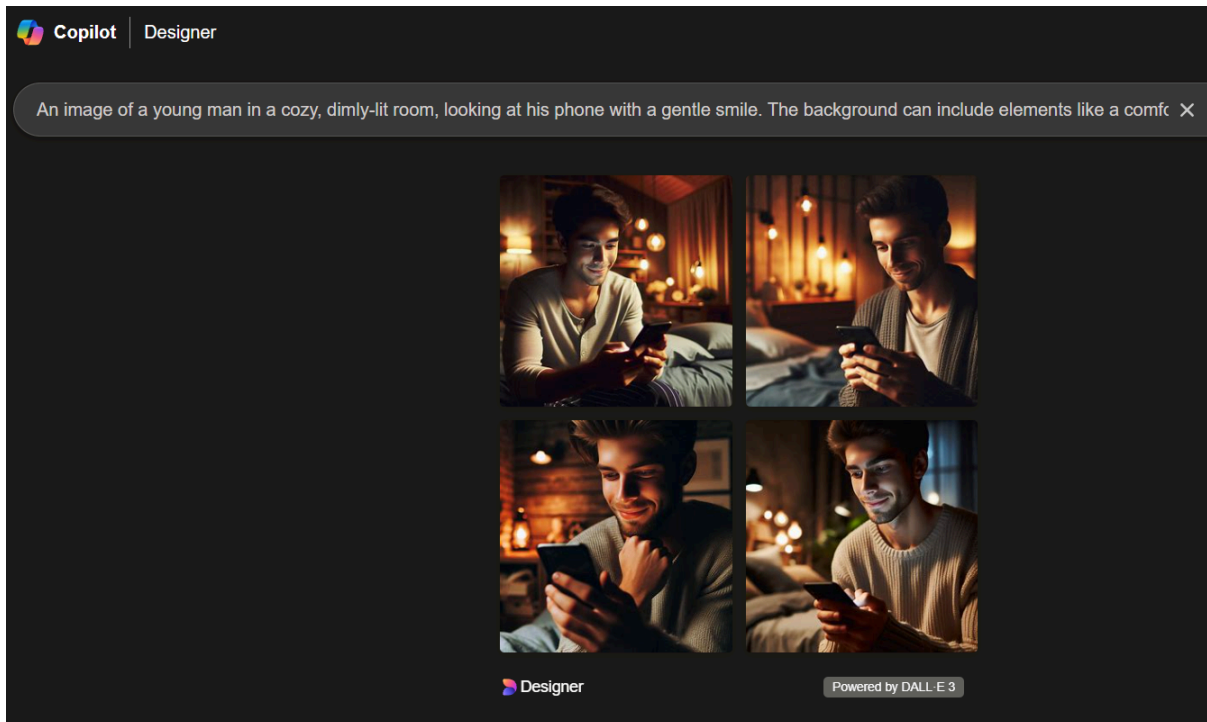 Copilot
Designer
An image of a young man in a cozy, dimly-lit room, looking at his phone with a gentle smile. The background can include elements like a
Designer
Powered by DALL·E 3